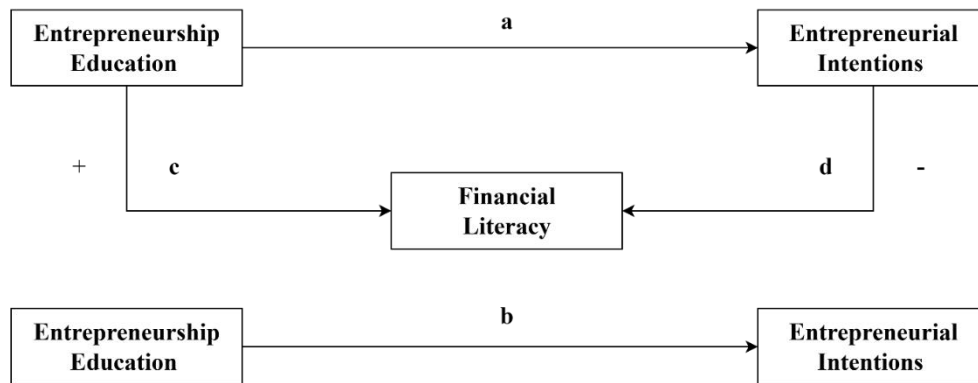 Entrepreneurship
Education
a
Entrepreneurial
Intentions
+
c
Financial
Literacy
d
-
Entrepreneurship
Education
b
Entrepreneurial
Intentions